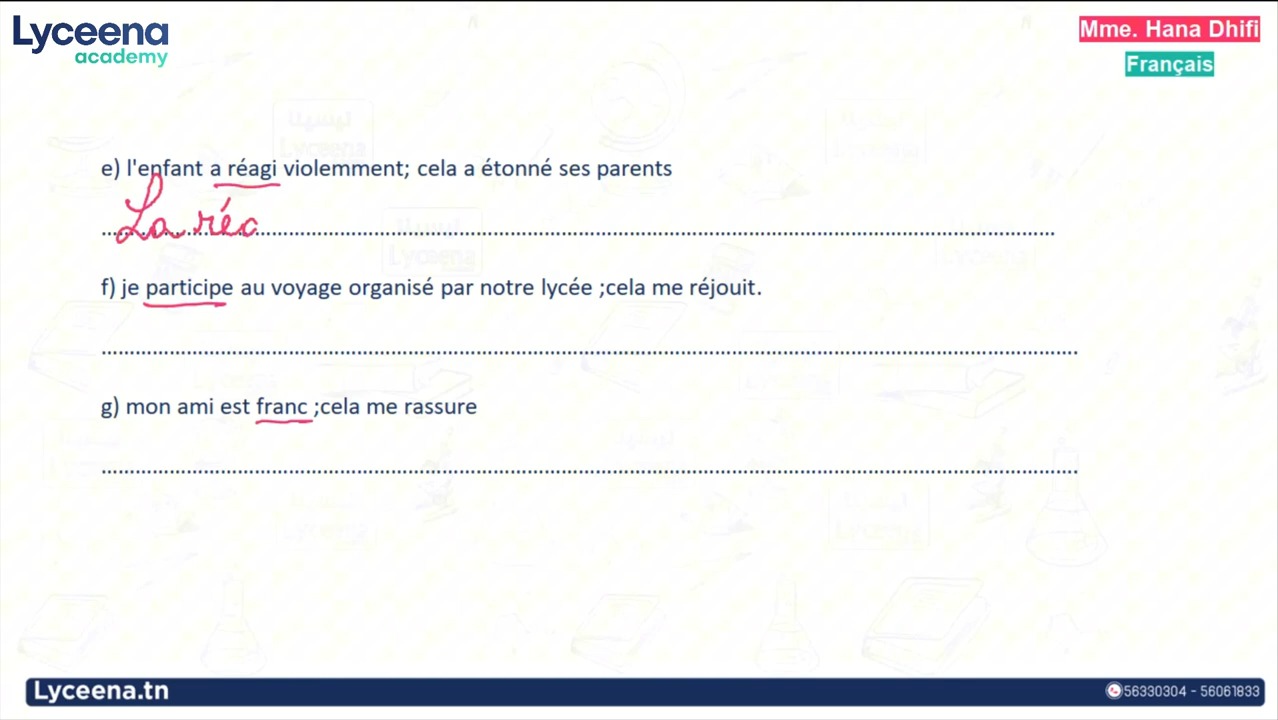 Lyceena
academy
Mme. Hana Dhifi
Français
e) l'enfant a réagi violemment; cela a étonné ses parents
La réa
f) je participe au voyage organisé par notre lycée ;cela me réjouit.
g) mon ami est franc ;cela me rassure
Lyceena.tn
56330304 - 56061833